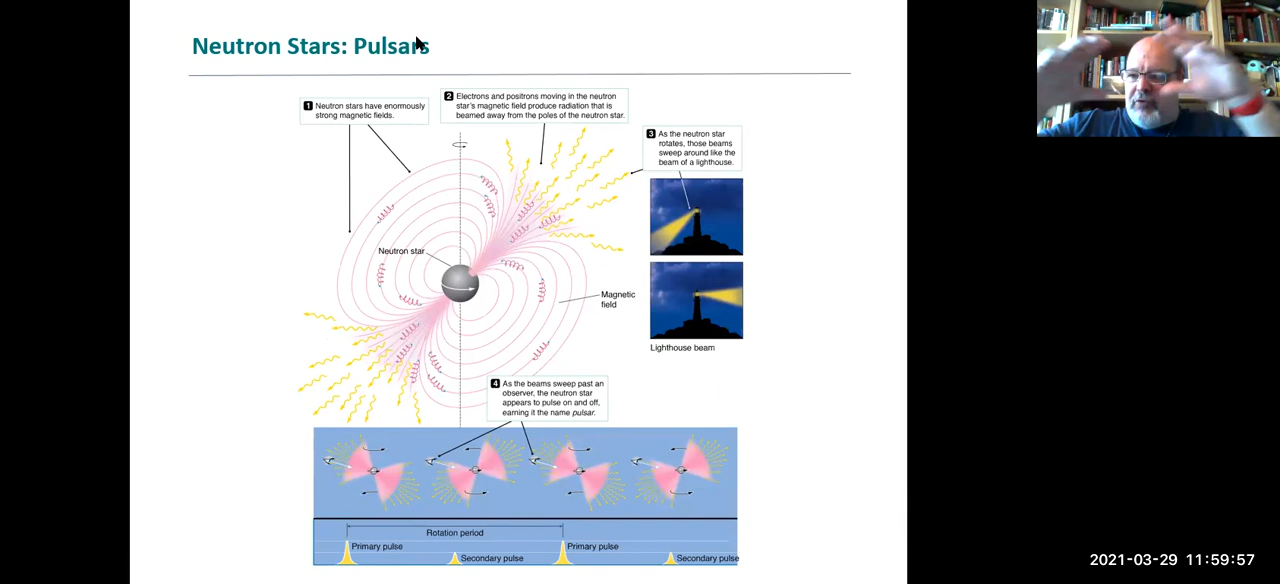 Neutron Stars: Pulsars
1 Neutron stars have enormously
strong magnetic fields.
2 Electrons and positrons moving in the neutron
star's magnetic field produce radiation that is
beamed away from the poles of the neutron star.
3 As the neutron star
rotates, those beams
sweep around like the
beam of a lighthouse.
Neutron star
Magnetic
field
Lighthouse beam
4 As the beams sweep past an
observer, the neutron star
appears to pulse on and off,
earning it the name pulsar.
Rotation period
Primary pulse
Secondary pulse
Primary pulse
Secondary pulse
2021-03-29 11:59:57